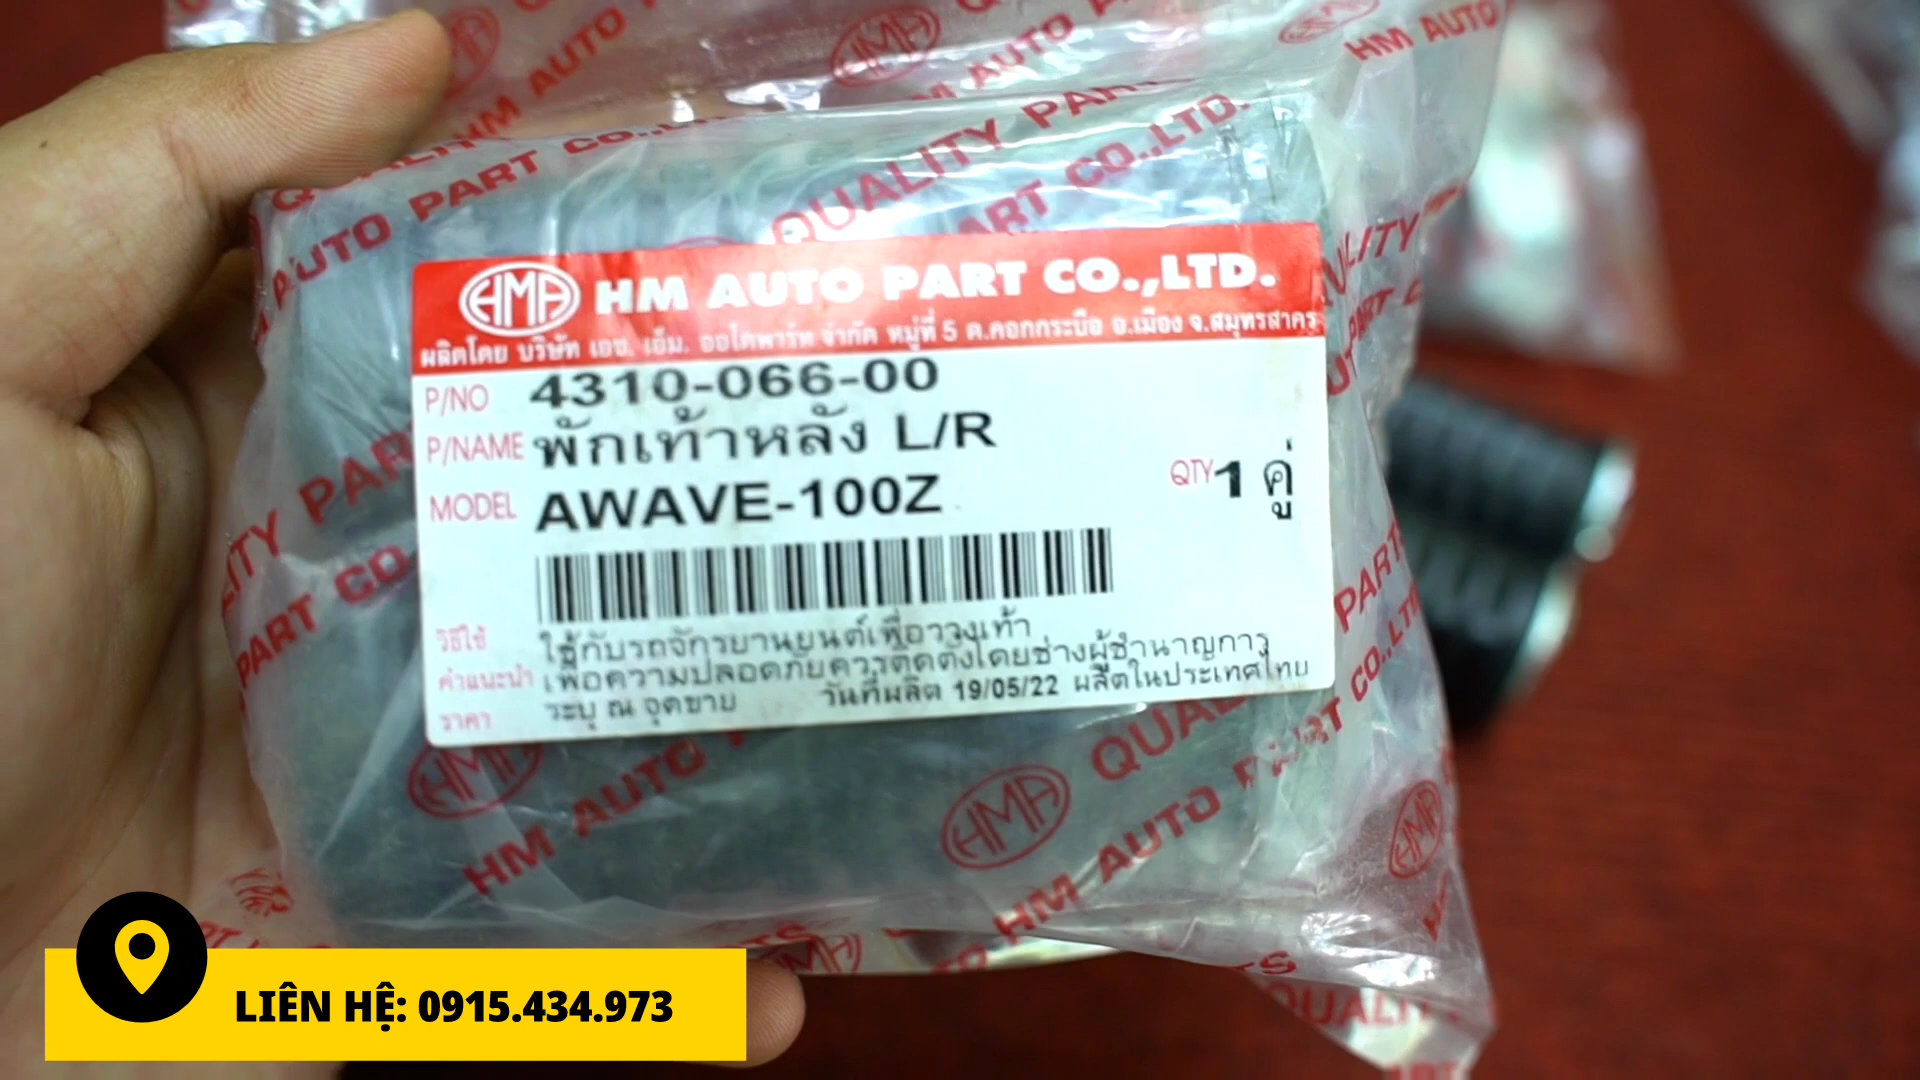 HMA HM AUTO PART CO.,LTD.
ผลิตโดย บริษัท เอช. เอ็ม. ออโตพาร์ท จำกัด หมู่ที่ 5 ต.คอกกระบือ อ.เมือง จ.สมุทรสาคร
P/NO 4310-066-00
P/NAME พักเท้าหลัง L/R
MODEL AWAVE-100Z
QTY 1 คู่
วิธีใช้ ใช้กับรถจักรยานยนต์เพื่อววงเท้า
คำแนะนำ เพื่อความปลอดภัยควรติดตั้งโดยช่างผู้ชำนาญการ
ราคา ระบุ ณ จุดขาย วันที่ผลิต 19/05/22 ผลิตในประเทศไทย
QUALITY PARTS
HM AUTO PART CO.,LTD.
HMA
LIÊN HỆ: 0915.434.973